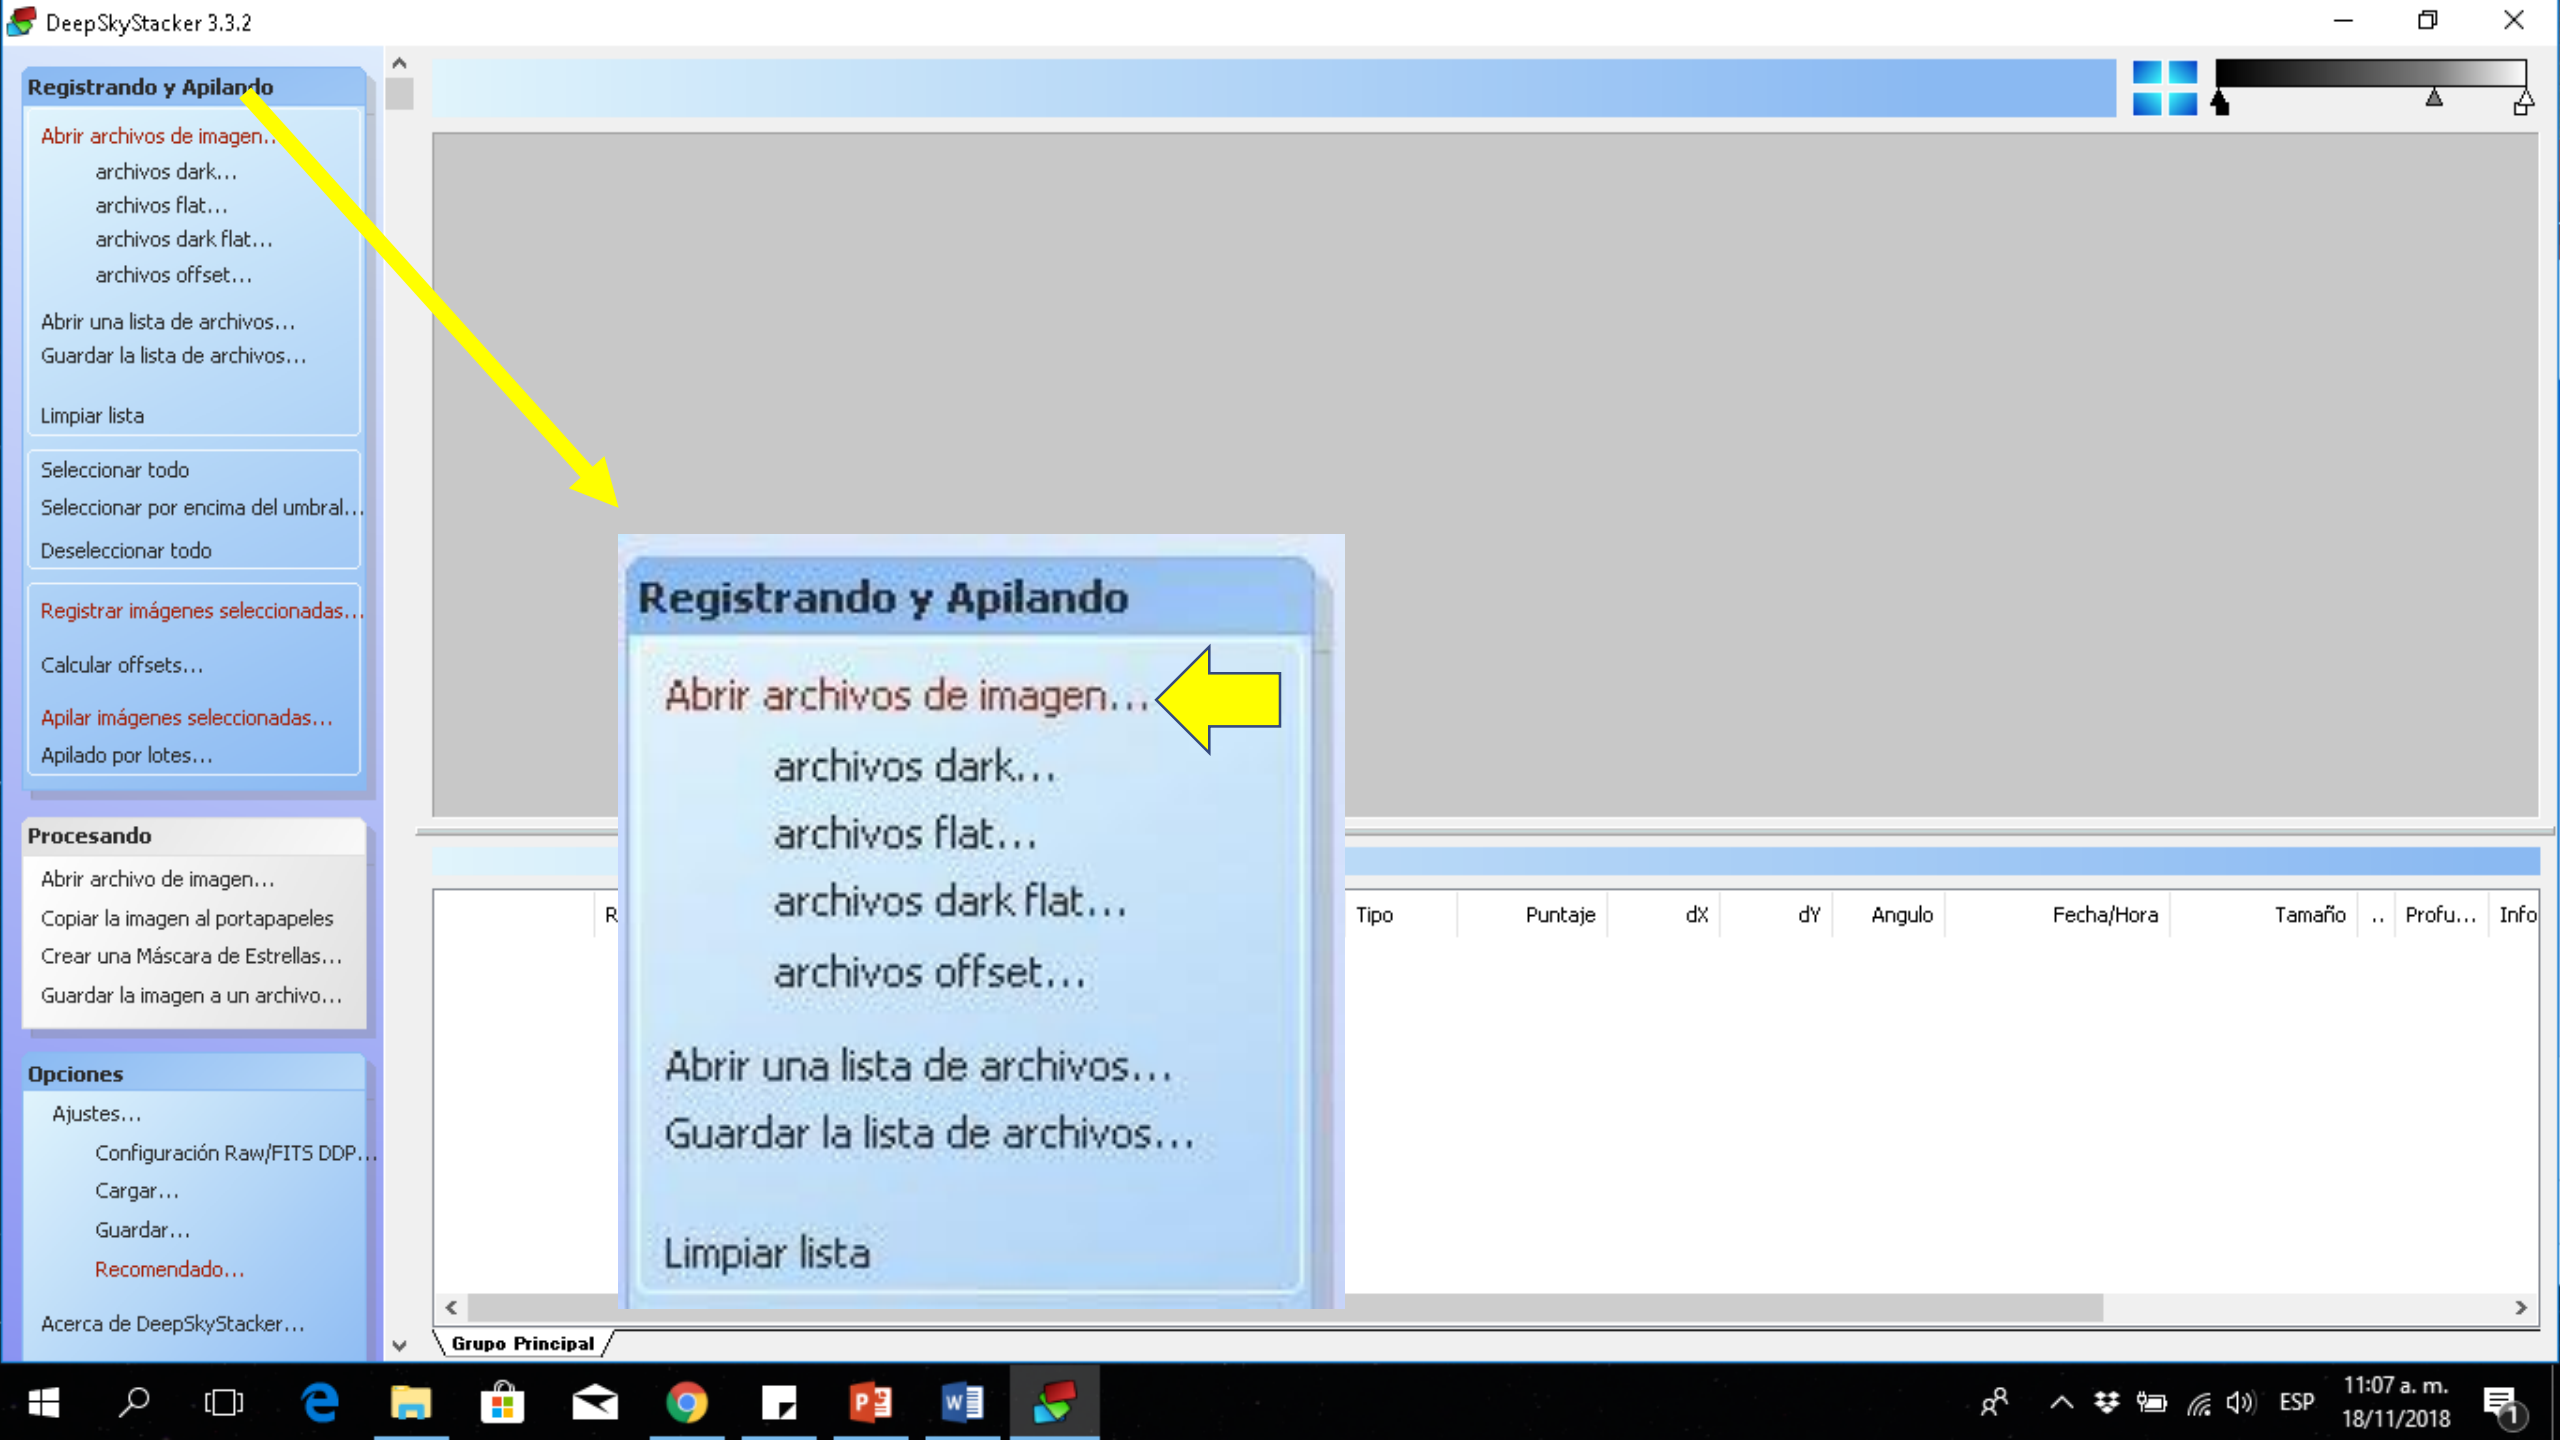 DeepSkyStacker 3.3.2
Registrando y Apilando
Abrir archivos de imagen...
archivos dark...
archivos flat...
archivos dark flat...
archivos offset...
Abrir una lista de archivos...
Guardar la lista de archivos...
Limpiar lista
Seleccionar todo
Seleccionar por encima del umbral...
Deseleccionar todo
Registrar imágenes seleccionadas...
Calcular offsets...
Apilar imágenes seleccionadas...
Apilado por lotes...
Procesando
Abrir archivo de imagen...
Copiar la imagen al portapapeles
Crear una Máscara de Estrellas...
Guardar la imagen a un archivo...
Opciones
Ajustes...
Configuración Raw/FITS DDP...
Cargar...
Guardar...
Recomendado...
Acerca de DeepSkyStacker...
Registrando y Apilando
Abrir archivos de imagen...
archivos dark...
archivos flat...
archivos dark flat...
archivos offset...
Abrir una lista de archivos...
Guardar la lista de archivos...
Limpiar lista
R Tipo Puntaje dX dY Angulo Fecha/Hora Tamaño .. Profu... Info
Grupo Principal
ESP
11:07 a. m.
18/11/2018
1